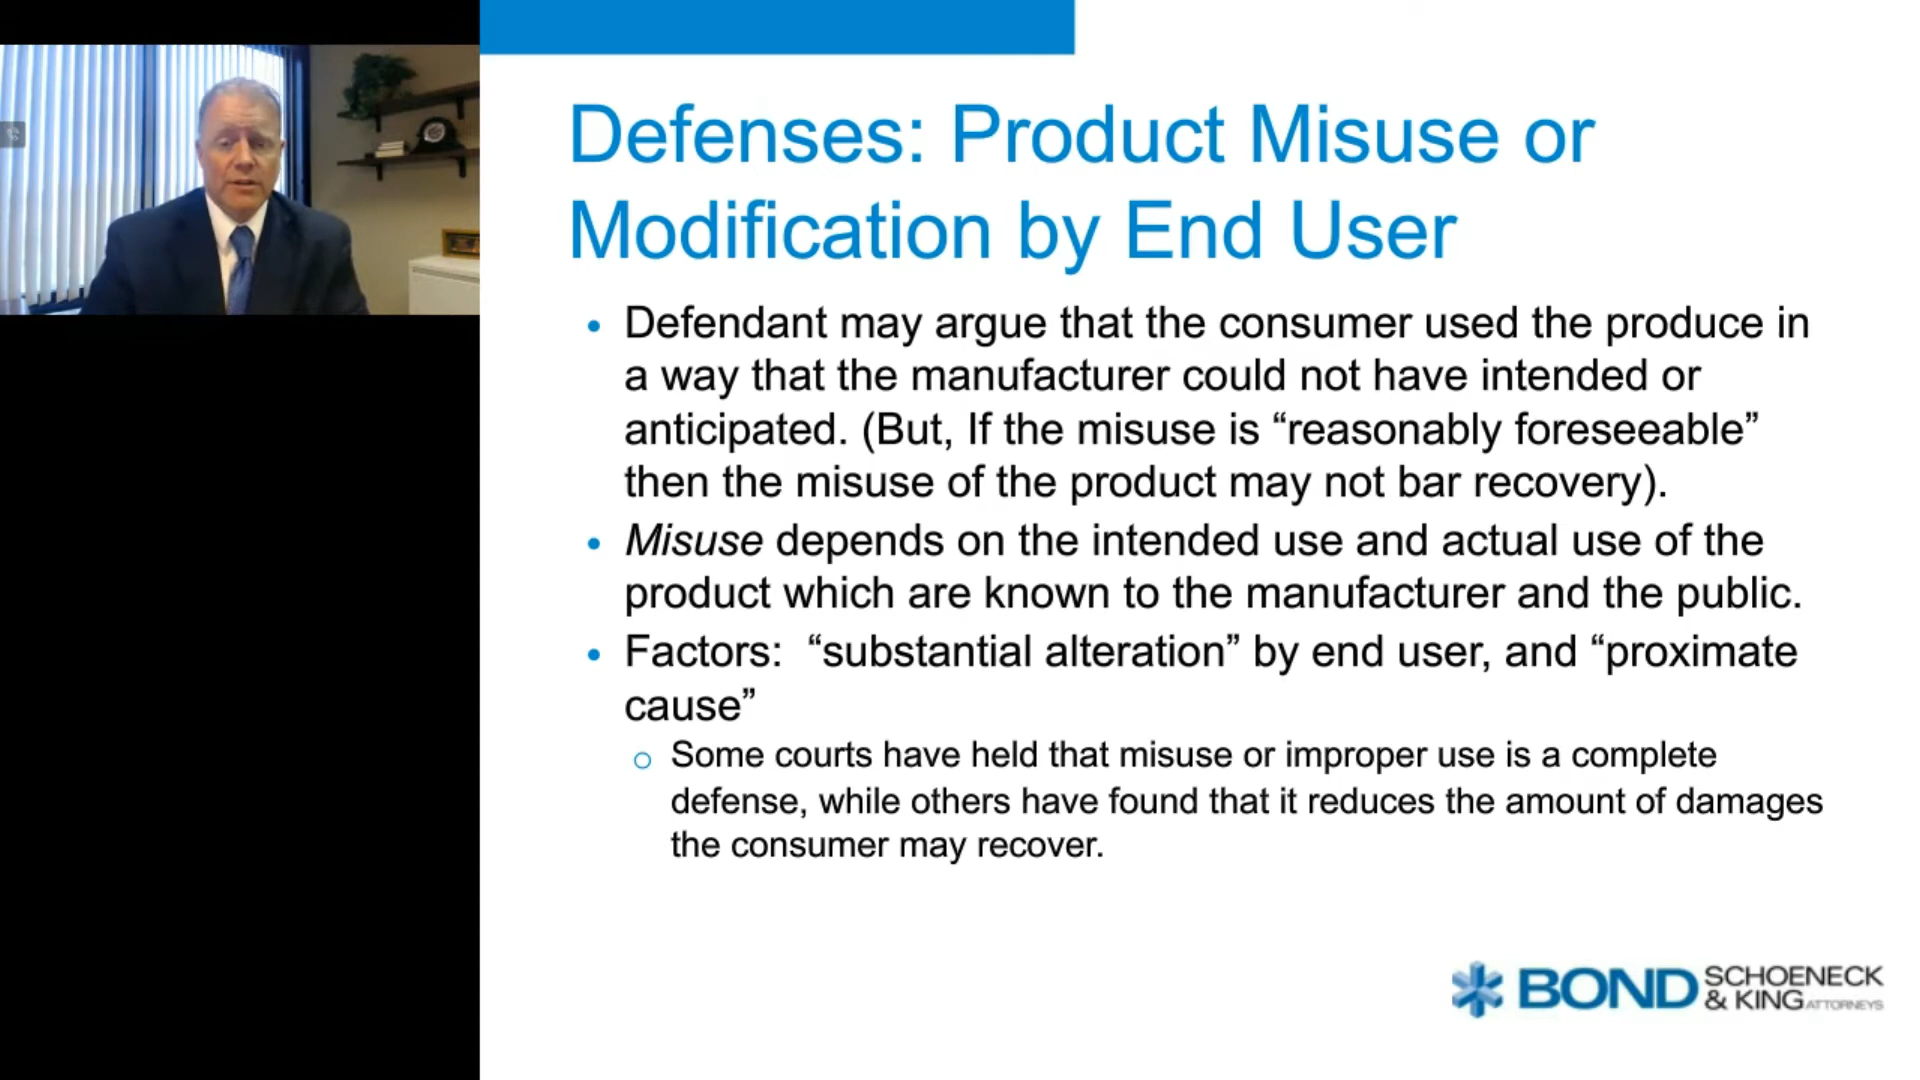 Defenses: Product Misuse or
Modification by End User
• Defendant may argue that the consumer used the produce in
a way that the manufacturer could not have intended or
anticipated. (But, If the misuse is “reasonably foreseeable”
then the misuse of the product may not bar recovery).
• Misuse depends on the intended use and actual use of the
product which are known to the manufacturer and the public.
• Factors:  “substantial alteration” by end user, and “proximate
cause”
o Some courts have held that misuse or improper use is a complete
defense, while others have found that it reduces the amount of damages
the consumer may recover.
BOND SCHOENECK
& KING ATTORNEYS